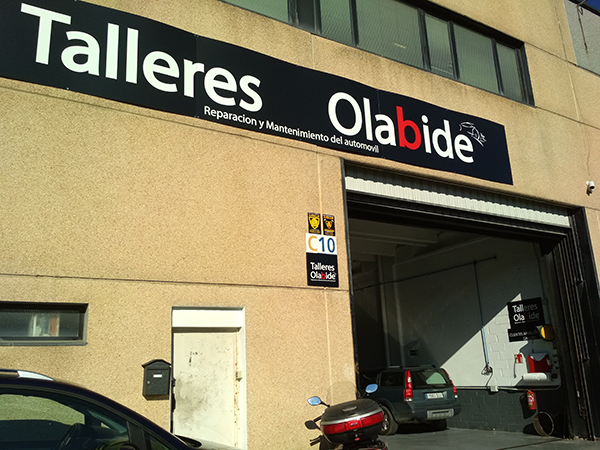 Talleres Olabide
Reparacion y Mantenimiento del automovil
C10
Talleres
Olabide
Talleres
Olabide